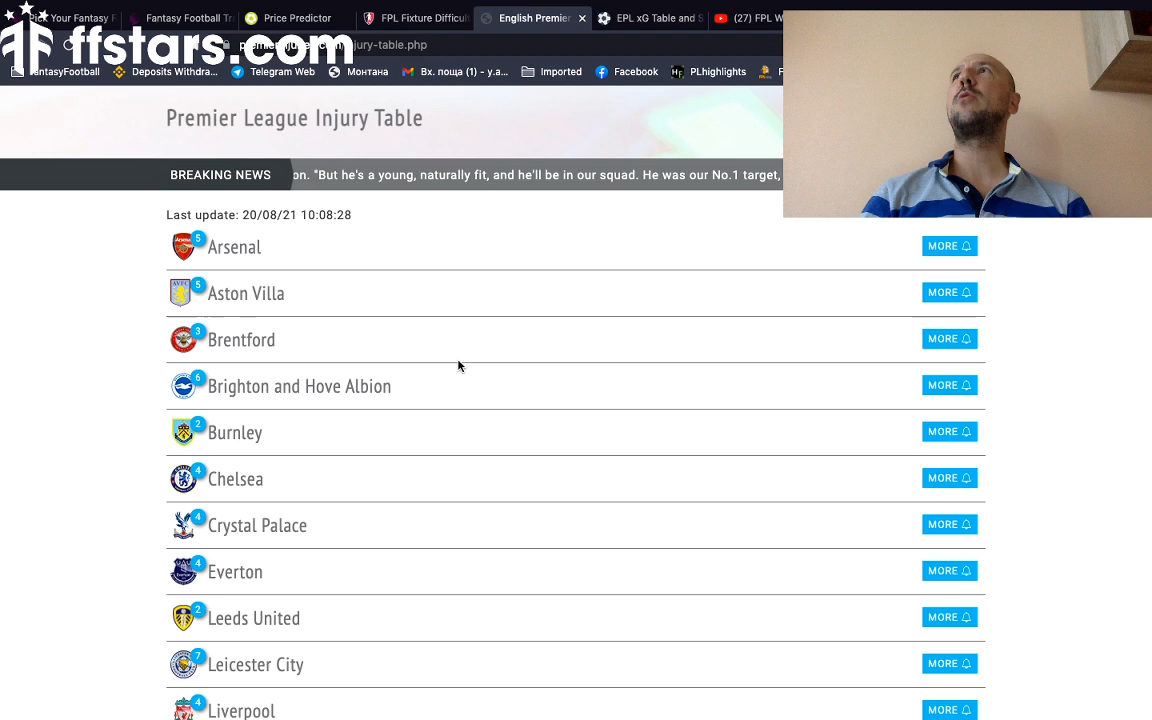 Fantasy Football Tr
Price Predictor
FPL Fixture Difficul
English Premier
EPL xG Table and S
(27) FPL W
ffstars.com
jury-table.php
antasyFootball
Deposits Withdra...
Telegram Web
Монтана
Вх. поща (1) - y.a...
Imported
Facebook
PLhighlights
Premier League Injury Table
BREAKING NEWS
on. "But he's a young, naturally fit, and he'll be in our squad. He was our No.1 target,
Last update: 20/08/21 10:08:28
5 Arsenal MORE
5 Aston Villa MORE
3 Brentford MORE
6 Brighton and Hove Albion MORE
2 Burnley MORE
4 Chelsea MORE
4 Crystal Palace MORE
4 Everton MORE
2 Leeds United MORE
7 Leicester City MORE
4 Liverpool MORE